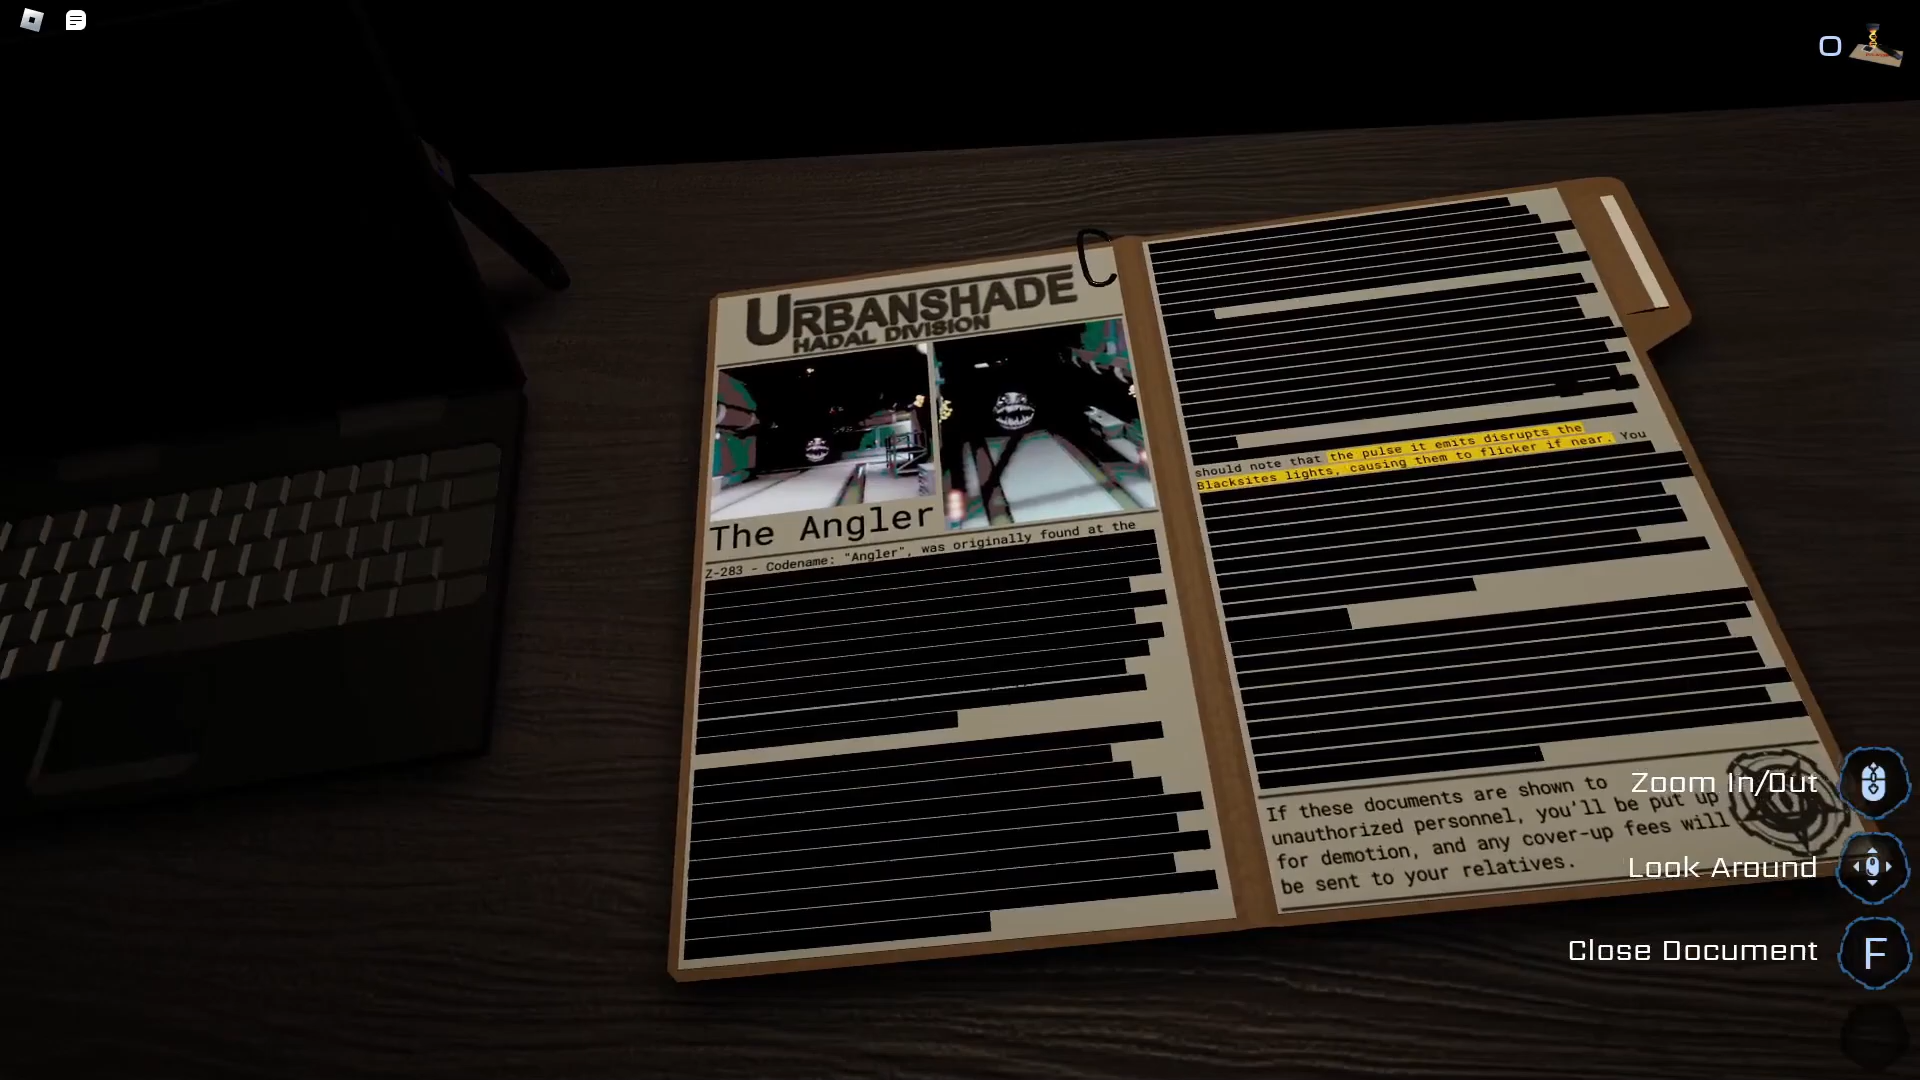 O
URBANSHADE
HADAL DIVISION
The Angler
Z-283 - Codename: "Angler", was originally found at the
should note that the pulse it emits disrupts the
Blacksites lights, causing them to flicker if near. You
If these documents are shown to
unauthorized personnel, you'll be put up
for demotion, and any cover-up fees will
be sent to your relatives.
Zoom In/Out
Look Around
Close Document
F